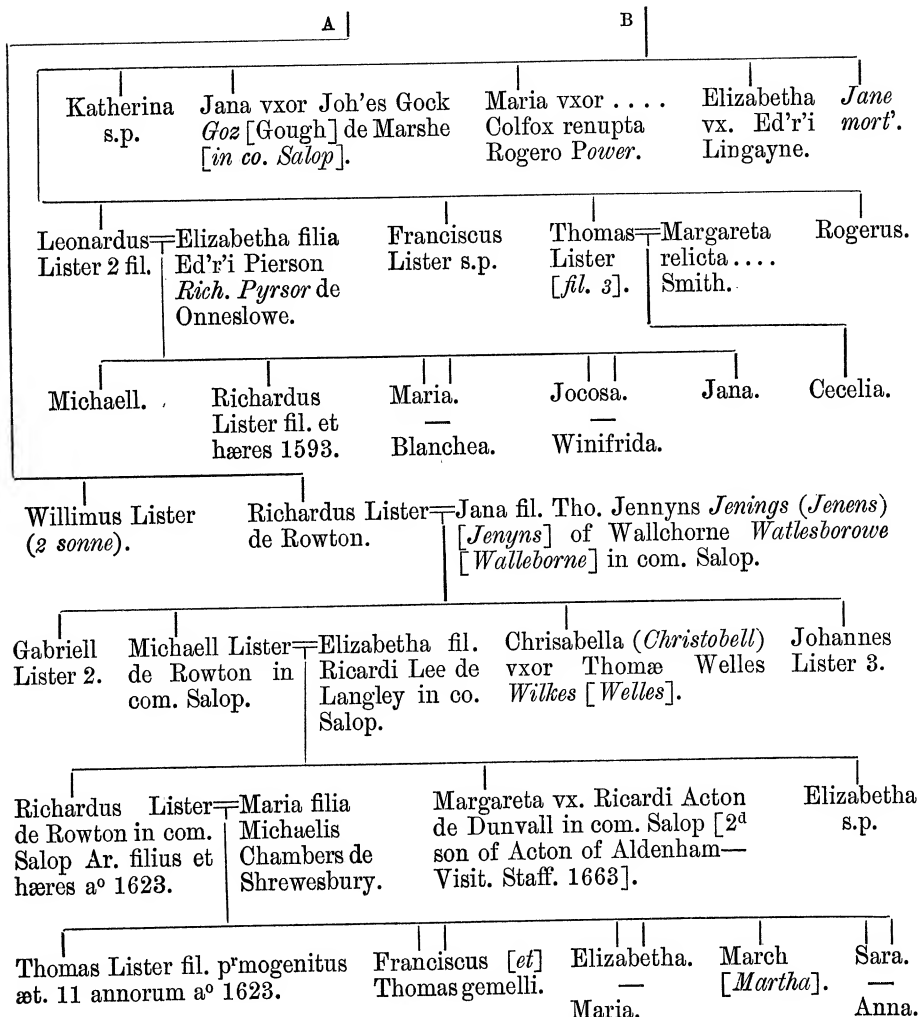 A B
Katherina
s.p.
Jana vxor Joh'es Gock
Goz [Gough] de Marshe
[in co. Salop].
Maria vxor . . . .
Colfox renupta
Rogero Power.
Elizabetha
vx. Ed'r'i
Lingayne.
Jane
mort'.
Leonardus
Lister 2 fil.
Elizabetha filia
Ed'r'i Pierson
Rich. Pyrsor de
Onneslowe.
Franciscus
Lister s.p.
Thomas
Lister
[fil. 3].
Margareta
relicta . . . .
Smith.
Rogerus.
Michaell.
Richardus
Lister fil. et
hæres 1593.
Maria.
—
Blanchea.
Jocosa.
—
Winifrida.
Jana.
Cecelia.
Willimus Lister
(2 sonne).
Richardus Lister
de Rowton.
Jana fil. Tho. Jennyns Jenings (Jenens)
[Jenyns] of Wallchorne Watlesborowe
[Walleborne] in com. Salop.
Gabriell
Lister 2.
Michaell Lister
de Rowton in
com. Salop.
Elizabetha fil.
Ricardi Lee de
Langley in co.
Salop.
Chrisabella (Christobell)
vxor Thomæ Welles
Wilkes [Welles].
Johannes
Lister 3.
Richardus Lister
de Rowton in com.
Salop Ar. filius et
hæres aº 1623.
Maria filia
Michaelis
Chambers de
Shrewesbury.
Margareta vx. Ricardi Acton
de Dunvall in com. Salop [2ᵈ
son of Acton of Aldenham—
Visit. Staff. 1663].
Elizabetha
s.p.
Thomas Lister fil. pʳmogenitus
æt. 11 annorum aº 1623.
Franciscus [et]
Thomas gemelli.
Elizabetha.
—
Maria.
March
[Martha].
Sara.
—
Anna.